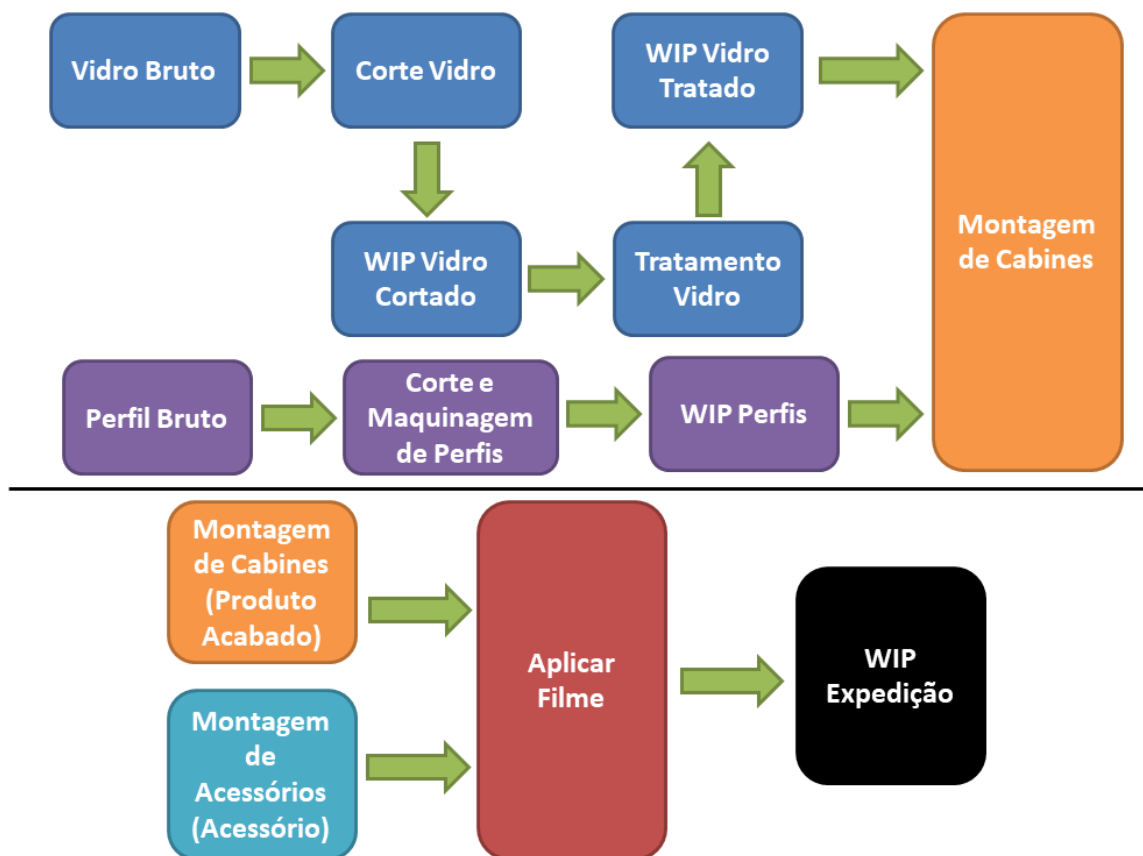 Vidro Bruto
Corte Vidro
WIP Vidro
Tratado
Montagem
de Cabines
WIP Vidro
Cortado
Tratamento
Vidro
Perfil Bruto
Corte e
Maquinagem
de Perfis
WIP Perfis
Montagem
de Cabines
(Produto
Acabado)
Aplicar
Filme
WIP
Expedição
Montagem
de
Acessórios
(Acessório)